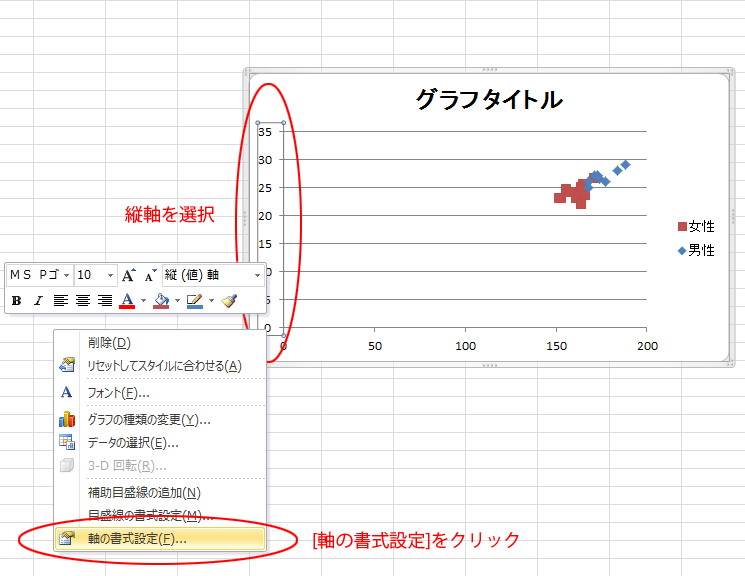 グラフタイトル
35
30
25
20
15
10
5
0
0 50 100 150 200
女性
男性
縦軸を選択
ＭＳ Ｐゴ 10 A A 縦 (値) 軸
B I A
削除(D)
リセットしてスタイルに合わせる(A)
A フォント(F)...
グラフの種類の変更(Y)...
データの選択(E)...
3-D 回転(R)...
補助目盛線の追加(N)
目盛線の書式設定(M)...
軸の書式設定(F)...
[軸の書式設定]をクリック